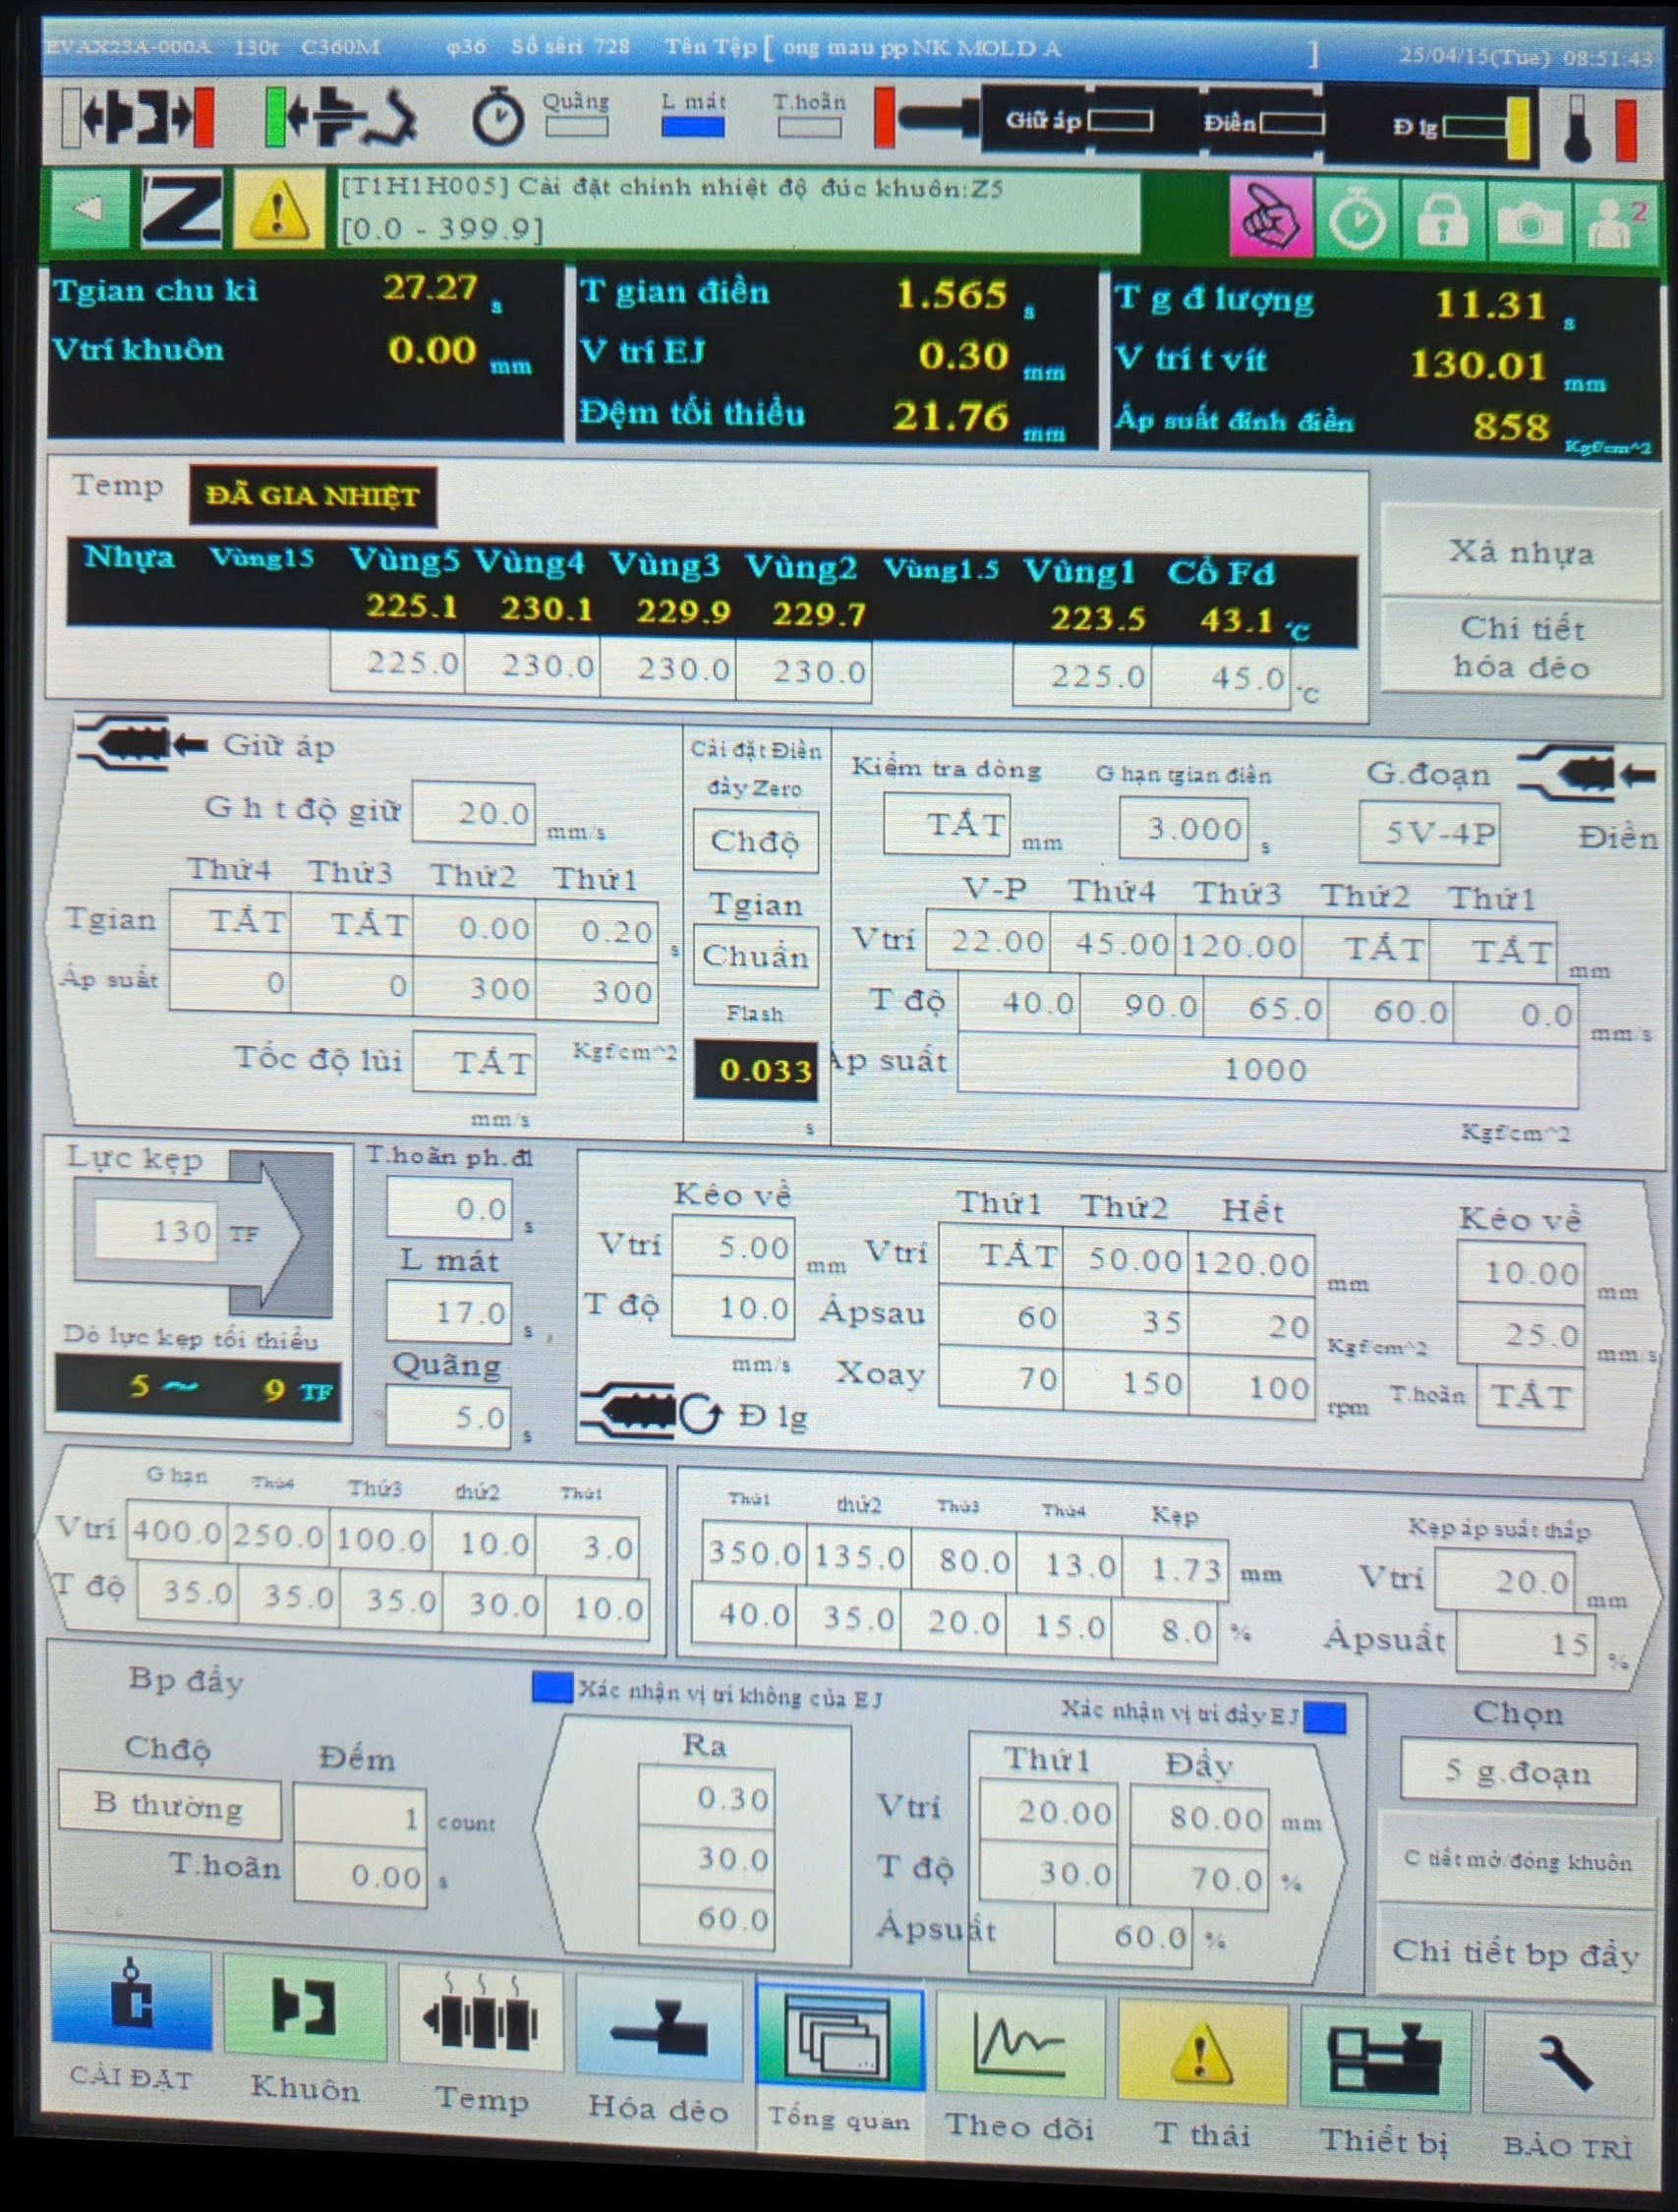 EVAX23A-000A 130t C360M φ36 Số sêri 728 Tên Tệp [ ong mau pp NK MOLD A ] 25/04/15(Tue) 08:51:43
Quãng L mát T.hoãn Giữ áp Điền Đ lg
[T1H1H005] Cài đặt chỉnh nhiệt độ đúc khuôn:Z5
[0.0 - 399.9]
2
Tgian chu kì 27.27 s T gian điền 1.565 s T g đ lượng 11.31 s
Vtrí khuôn 0.00 mm V trí EJ 0.30 mm V trí t vít 130.01 mm
Đệm tối thiểu 21.76 mm Áp suất đỉnh điền 858 Kgf/cm^2
Temp ĐÃ GIA NHIỆT
Nhựa Vùng15 Vùng5 Vùng4 Vùng3 Vùng2 Vùng1.5 Vùng1 Cổ Fd
225.1 230.1 229.9 229.7 223.5 43.1 °C
225.0 230.0 230.0 230.0 225.0 45.0 °C
Xả nhựa
Chi tiết
hóa dẻo
Giữ áp
G h t độ giữ 20.0 mm/s
Thứ4 Thứ3 Thứ2 Thứ1
Tgian TẮT TẮT 0.00 0.20 s
Áp suất 0 0 300 300
Tốc độ lùi TẮT Kgf/cm^2
mm/s
Cài đặt Điền
đầy Zero
Chđộ
Tgian
Chuẩn
Flash
0.033
s
Kiểm tra dòng G hạn tgian điền G.đoạn
TẮT mm 3.000 s 5V-4P Điền
V-P Thứ4 Thứ3 Thứ2 Thứ1
Vtrí 22.00 45.00 120.00 TẮT TẮT mm
T độ 40.0 90.0 65.0 60.0 0.0 mm/s
Áp suất 1000
Kgf/cm^2
Lực kẹp
130 TF
Dò lực kẹp tối thiểu
5 ~ 9 TF
T.hoãn ph.đl
0.0 s
L mát
17.0 s
Quãng
5.0 s
Kéo về
Vtrí 5.00 mm
T độ 10.0
mm/s
Đ lg
Thứ1 Thứ2 Hết
Vtrí TẮT 50.00 120.00 mm
Ápsau 60 35 20 Kgf/cm^2
Xoay 70 150 100 rpm
Kéo về
10.00 mm
25.0 mm/s
T.hoãn TẮT
G hạn Thứ4 Thứ3 thứ2 Thứ1
Vtrí 400.0 250.0 100.0 10.0 3.0
T độ 35.0 35.0 35.0 30.0 10.0
Thứ1 thứ2 Thứ3 Thứ4 Kẹp
350.0 135.0 80.0 13.0 1.73 mm
40.0 35.0 20.0 15.0 8.0 %
Kẹp áp suất thấp
Vtrí 20.0 mm
Ápsuất 15 %
Bp đẩy
Xác nhận vị trí không của EJ
Xác nhận vị trí đẩy EJ
Chđộ Đếm
B thường 1 count
T.hoãn 0.00 s
Ra
0.30
30.0
60.0
Thứ1 Đẩy
Vtrí 20.00 80.00 mm
T độ 30.0 70.0 %
Ápsuất 60.0 %
Chọn
5 g.đoạn
C tiết mở/đóng khuôn
Chi tiết bp đẩy
CÀI ĐẶT Khuôn Temp Hóa dẻo Tổng quan Theo dõi T thái Thiết bị BẢO TRÌ